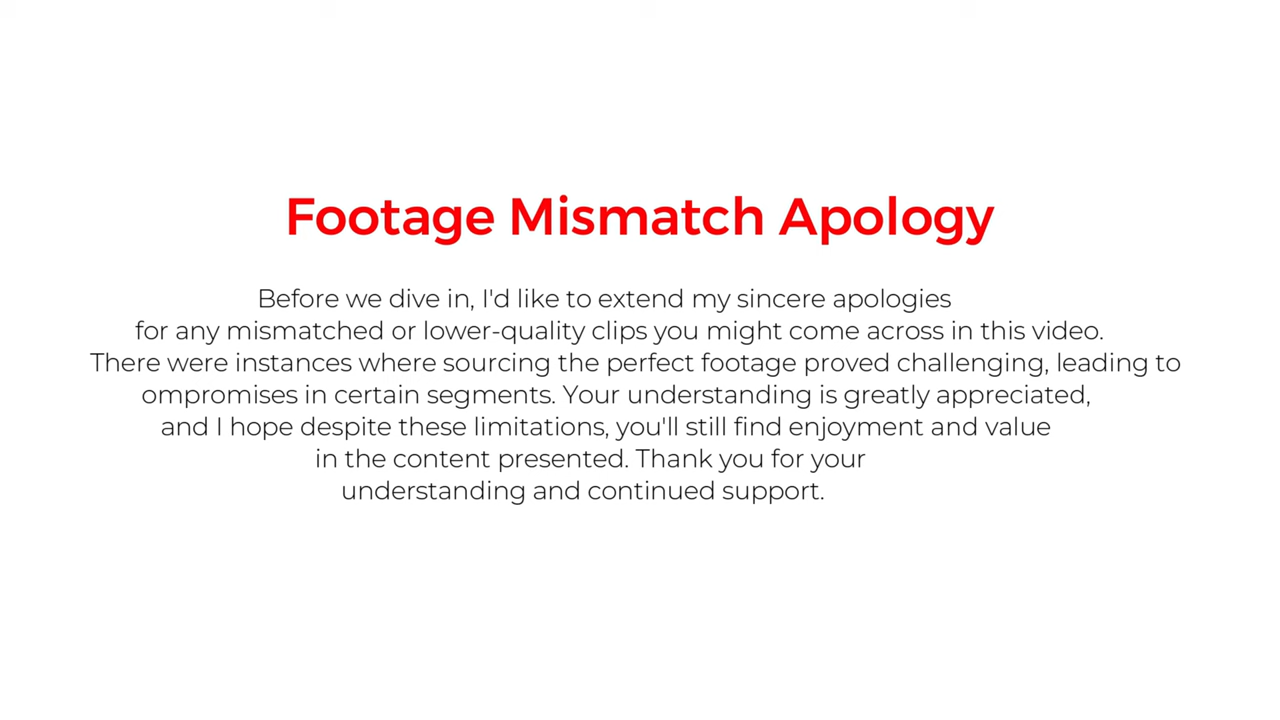 Footage Mismatch Apology
Before we dive in, I'd like to extend my sincere apologies
for any mismatched or lower-quality clips you might come across in this video.
There were instances where sourcing the perfect footage proved challenging, leading to
ompromises in certain segments. Your understanding is greatly appreciated,
and I hope despite these limitations, you'll still find enjoyment and value
in the content presented. Thank you for your
understanding and continued support.